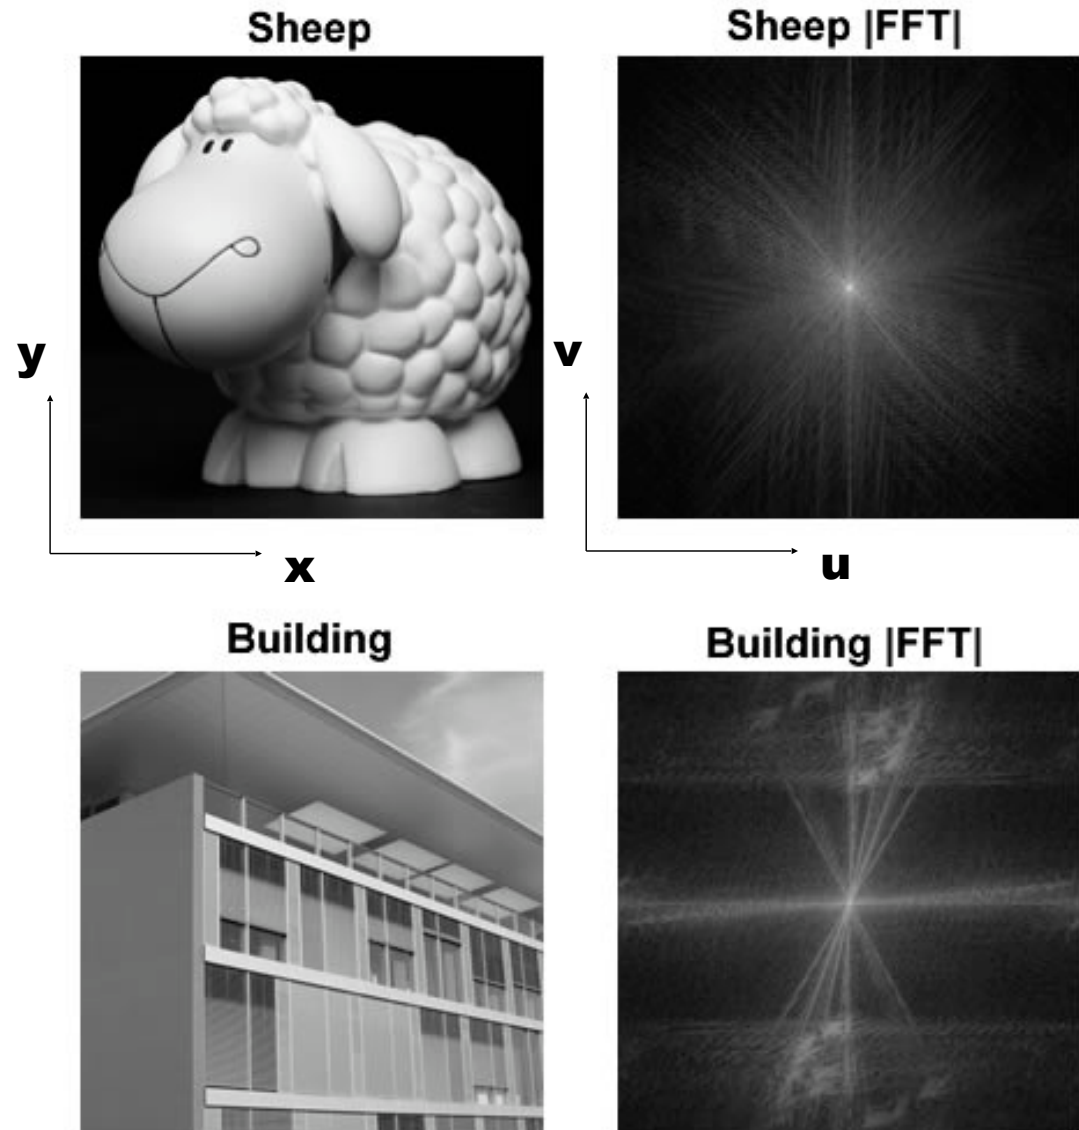 Sheep
Sheep |FFT|
y
v
x
u
Building
Building |FFT|